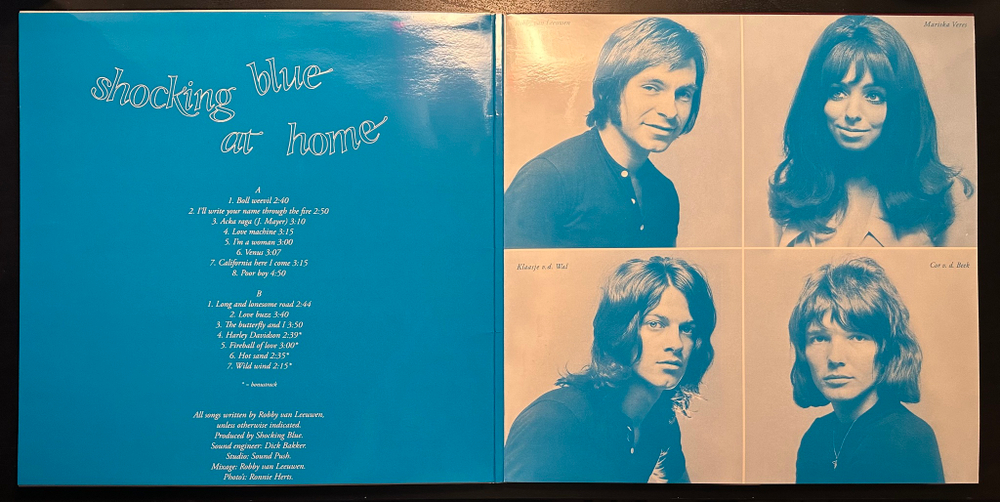 shocking blue
at home
A
1. Boll weevil 2:40
2. I'll write your name through the fire 2:50
3. Acka raga (J. Mayer) 3:10
4. Love machine 3:15
5. I'm a woman 3:00
6. Venus 3:07
7. California here I come 3:15
8. Poor boy 4:50
B
1. Long and lonesome road 2:44
2. Love buzz 3:40
3. The butterfly and I 3:50
4. Harley Davidson 2:39*
5. Fireball of love 3:00*
6. Hot sand 2:35*
7. Wild wind 2:15*
* = bonustrack
All songs written by Robby van Leeuwen,
unless otherwise indicated.
Produced by Shocking Blue.
Sound engineer: Dick Bakker.
Studio: Sound Push.
Mixage: Robby van Leeuwen.
Photo's: Ronnie Herts.
van Leeuwen
Mariska Veres
Klaasje v.d. Wal
Cor v. d. Beek